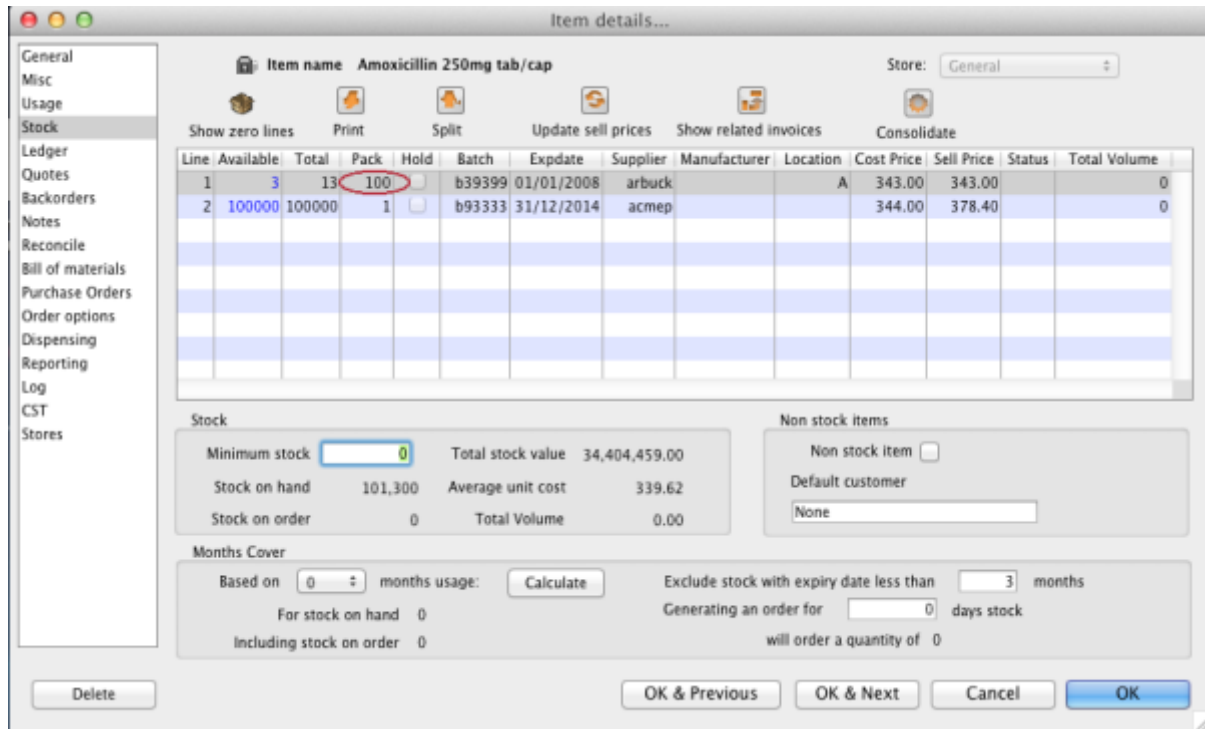 Item details...
General
Misc
Usage
Stock
Ledger
Quotes
Backorders
Notes
Reconcile
Bill of materials
Purchase Orders
Order options
Dispensing
Reporting
Log
CST
Stores
Item name Amoxicillin 250mg tab/cap
Store: General
Show zero lines Print Split Update sell prices Show related invoices Consolidate
Line Available Total Pack Hold Batch Expdate Supplier Manufacturer Location Cost Price Sell Price Status Total Volume
1 3 13 100 b39399 01/01/2008 arbuck A 343.00 343.00 0
2 100000 100000 1 b93333 31/12/2014 acmep 344.00 378.40 0
Stock
Minimum stock 0 Total stock value 34,404,459.00
Stock on hand 101,300 Average unit cost 339.62
Stock on order 0 Total Volume 0.00
Non stock items
Non stock item
Default customer
None
Months Cover
Based on 0 months usage: Calculate
For stock on hand 0
Including stock on order 0
Exclude stock with expiry date less than 3 months
Generating an order for 0 days stock
will order a quantity of 0
Delete OK & Previous OK & Next Cancel OK